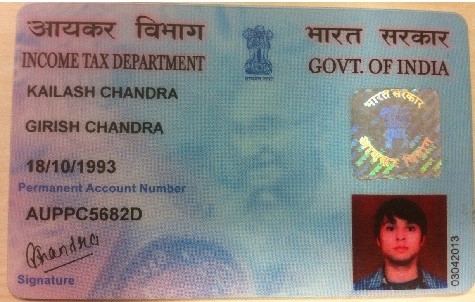 आयकर विभाग
भारत सरकार
INCOME TAX DEPARTMENT
GOVT. OF INDIA
KAILASH CHANDRA
GIRISH CHANDRA
18/10/1993
Permanent Account Number
AUPPC5682D
Chandra
Signature
भारत सरकार
आयकर विभाग
03042013